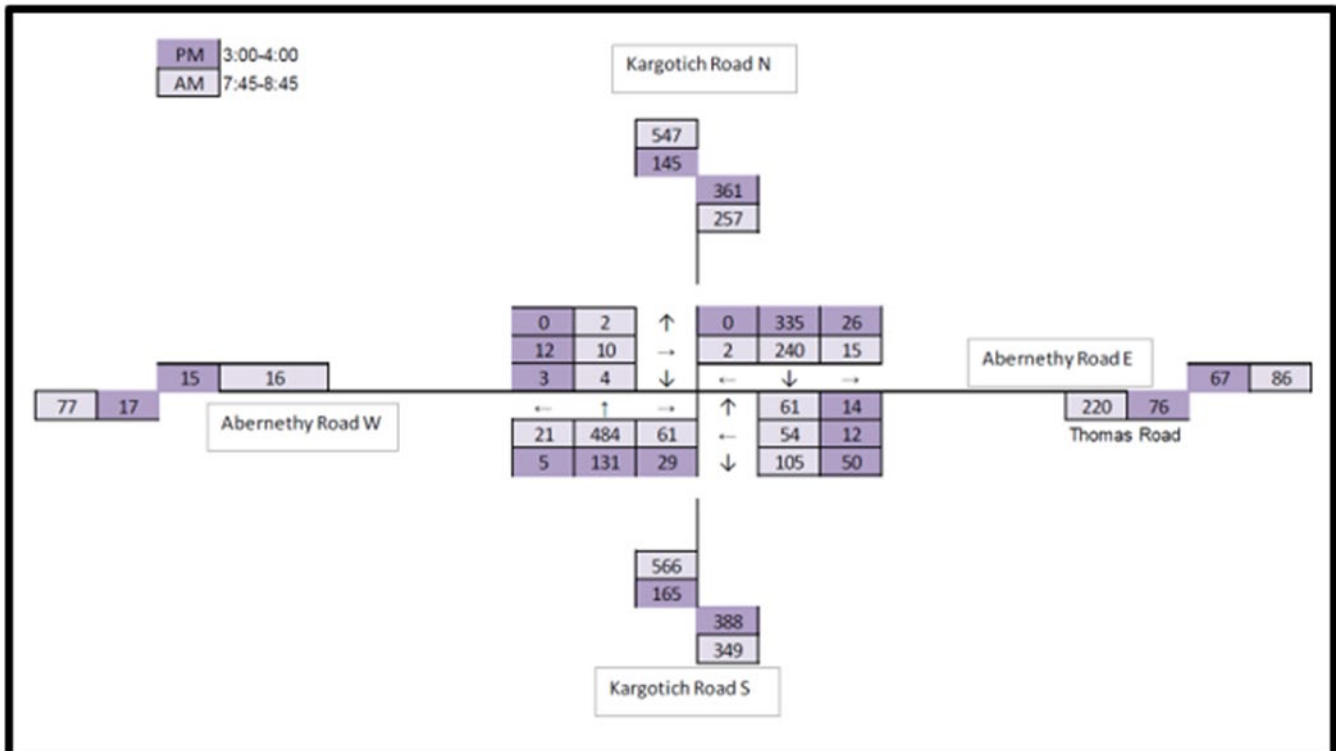 PM 3:00-4:00
AM 7:45-8:45
Kargotich Road N
547
145
361
257
0 2 ↑ 0 335 26
12 10 → 2 240 15
3 4 ↓ ← ↓ →
← ↑ → ↑ 61 14
21 484 61 ← 54 12
5 131 29 ↓ 105 50
15 16
77 17
Abernethy Road W
Abernethy Road E
67 86
220 76
Thomas Road
566
165
388
349
Kargotich Road S